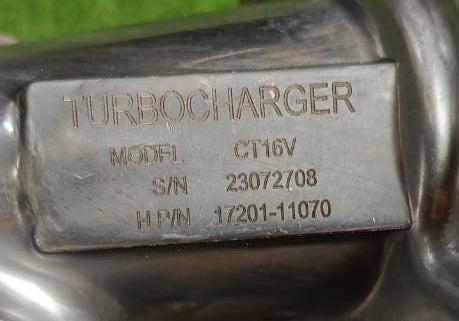 TURBOCHARGER
MODEL CT16V
S/N 23072708
H P/N 17201-11070